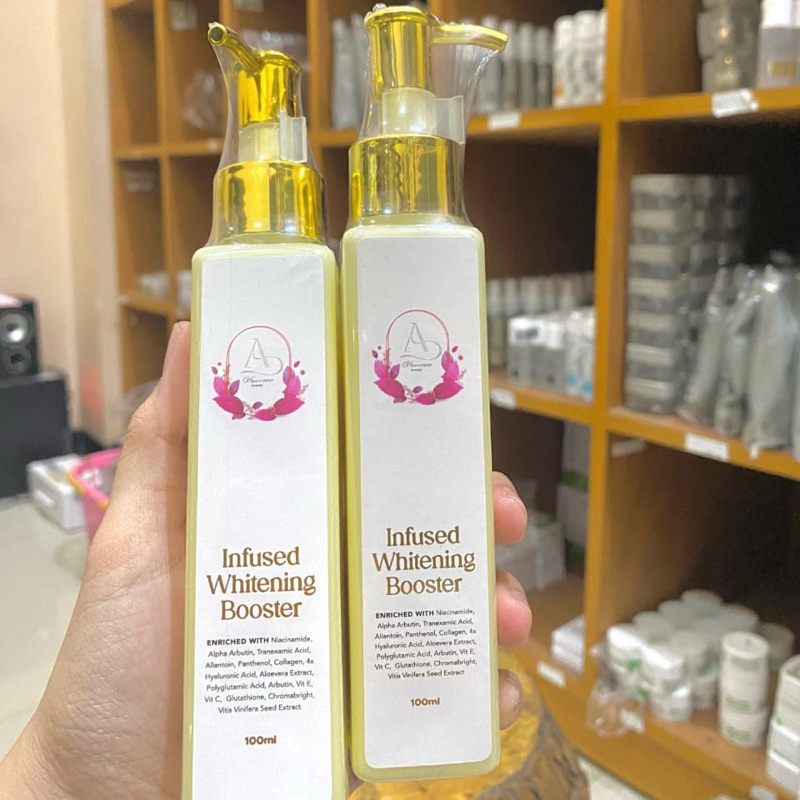 A
beauty
Infused
Whitening
Booster
ENRICHED WITH Niacinamide,
Alpha Arbutin, Tranexamic Acid,
Allantoin, Panthenol, Collagen, 4x
Hyaluronic Acid, Aloevera Extract,
Polyglutamic Acid, Arbutin, Vit E,
Vit C, Glutathione, Chromabright,
Vitis Vinifera Seed Extract
100ml
A
beauty
Infused
Whitening
Booster
ENRICHED WITH Niacinamide,
Alpha Arbutin, Tranexamic Acid,
Allantoin, Panthenol, Collagen, 4x
Hyaluronic Acid, Aloevera Extract,
Polyglutamic Acid, Arbutin, Vit E,
Vit C, Glutathione, Chromabright,
Vitis Vinifera Seed Extract
100ml